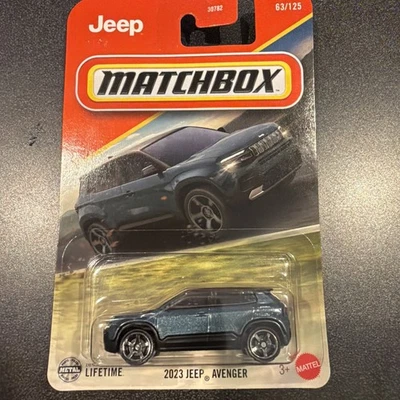 Jeep
30782
63/125
MATCHBOX
METAL
LIFETIME
2023 JEEP® AVENGER
3+
MATTEL